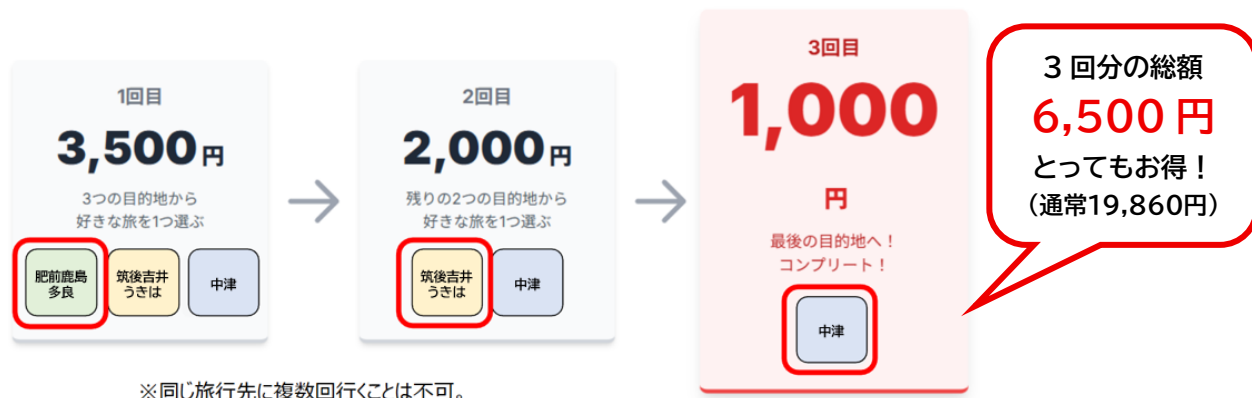 1回目
3,500円
3つの目的地から
好きな旅を1つ選ぶ
肥前鹿島
多良
筑後吉井
うきは
中津
2回目
2,000円
残りの2つの目的地から
好きな旅を1つ選ぶ
筑後吉井
うきは
中津
3回目
1,000
円
最後の目的地へ！
コンプリート！
中津
3回分の総額
6,500円
とってもお得！
（通常19,860円）
※同じ旅行先に複数回行くことは不可。